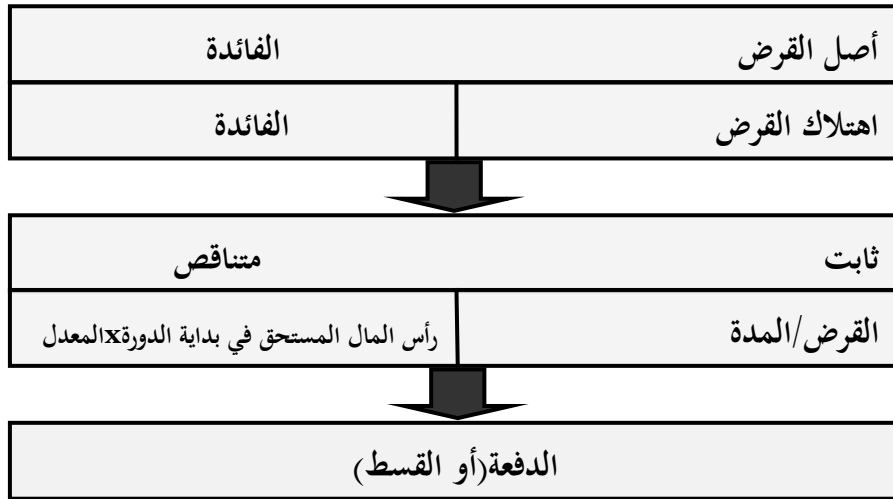 أصل القرض الفائدة
اهتلاك القرض الفائدة
ثابت متناقص
القرض/المدة رأس المال المستحق في بداية الدورةxالمعدل
الدفعة(أو القسط)